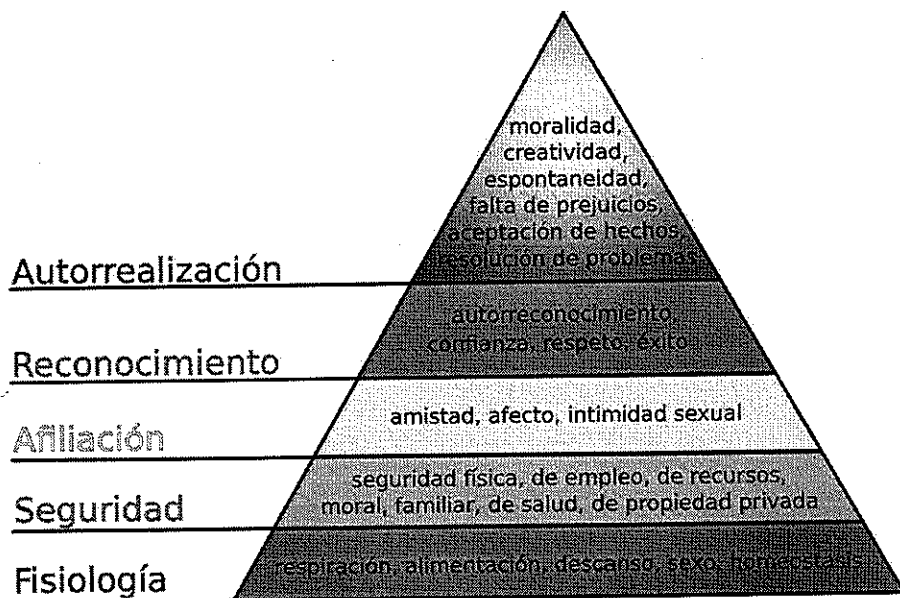 moralidad,
creatividad,
espontaneidad,
falta de prejuicios,
aceptación de hechos,
resolución de problemas
Autorrealización
autorreconocimiento,
confianza, respeto, éxito
Reconocimiento
amistad, afecto, intimidad sexual
Afiliación
seguridad física, de empleo, de recursos,
moral, familiar, de salud, de propiedad privada
Seguridad
respiración, alimentación, descanso, sexo, homeostasis
Fisiología